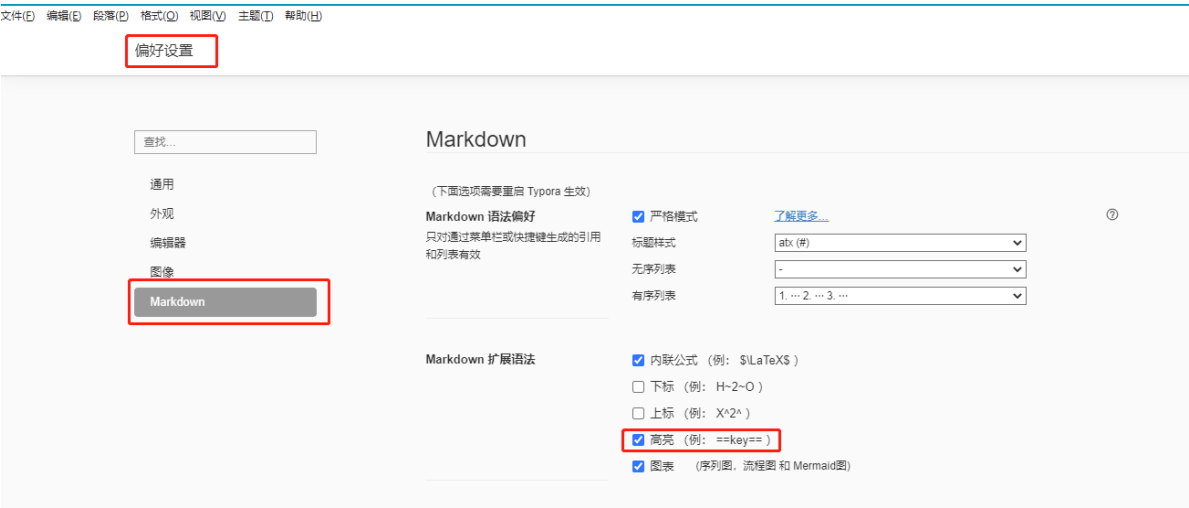 文件(F) 编辑(E) 段落(P) 格式(O) 视图(V) 主题(T) 帮助(H)
偏好设置
查找...
通用
外观
编辑器
图像
Markdown
Markdown
（下面选项需要重启 Typora 生效）
Markdown 语法偏好
只对通过菜单栏或快捷键生成的引用
和列表有效
严格模式 了解更多...
标题样式 atx (#)
无序列表 -
有序列表 1. ··· 2. ··· 3. ···
Markdown 扩展语法
内联公式 （例： $\LaTeX$ ）
下标 （例： H~2~O ）
上标 （例： X^2^ ）
高亮 （例： ==key== ）
图表 （序列图，流程图 和 Mermaid图)